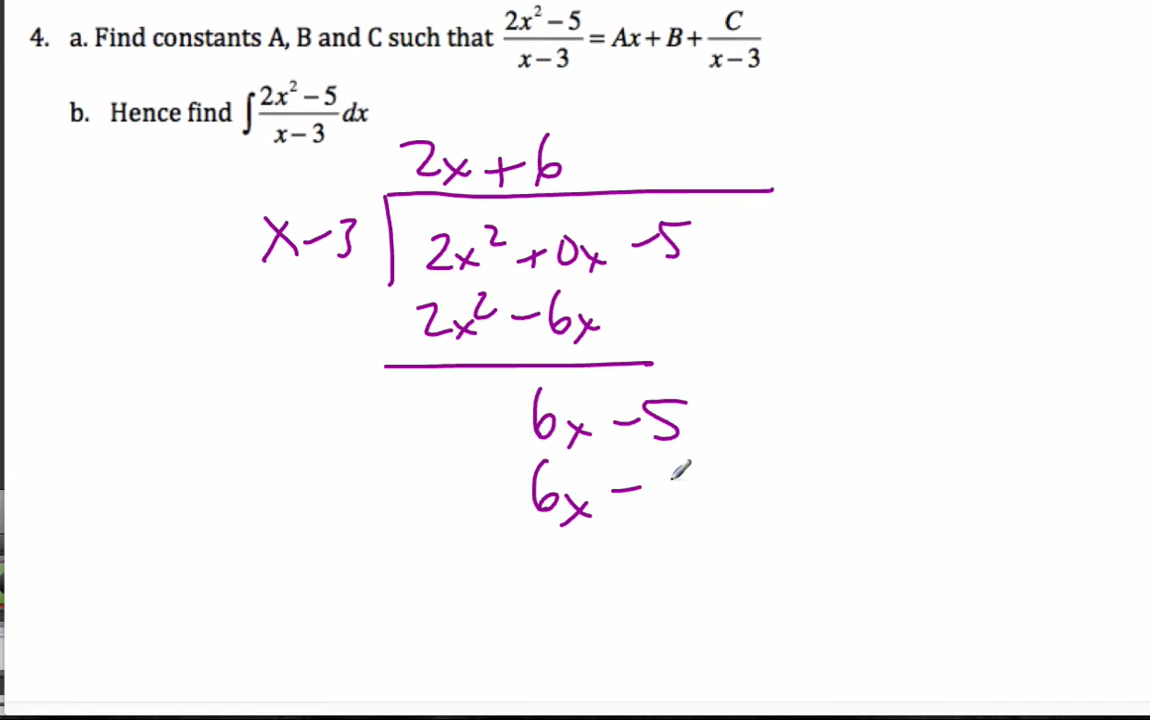 4. a. Find constants A, B and C such that (2x² – 5)/(x – 3) = Ax + B + C/(x – 3)
b. Hence find ∫ (2x² – 5)/(x – 3) dx
2x + 6
x – 3 2x² + 0x – 5
2x² – 6x
6x – 5
6x –